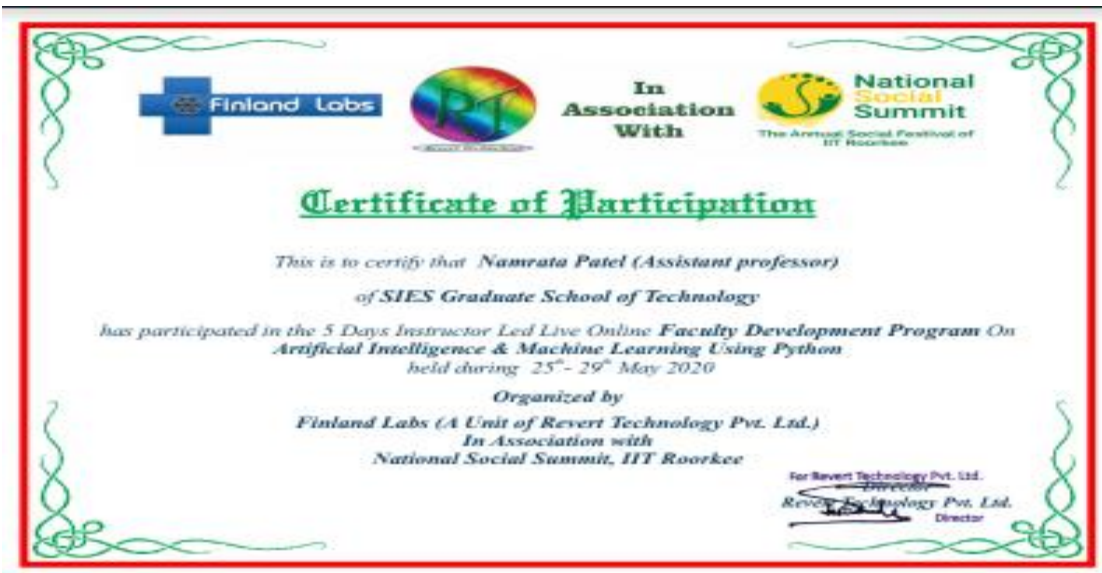 Finland Labs
RT
In
Association
With
National
Social
Summit
The Annual Social Festival of
IIT Roorkee
Certificate of Participation
This is to certify that Namrata Patel (Assistant professor)
of SIES Graduate School of Technology
has participated in the 5 Days Instructor Led Live Online Faculty Development Program On
Artificial Intelligence & Machine Learning Using Python
held during 25th- 29th May 2020
Organized by
Finland Labs (A Unit of Revert Technology Pvt. Ltd.)
In Association with
National Social Summit, IIT Roorkee
For Revert Technology Pvt. Ltd.
Director
Revert Technology Pvt. Ltd.
Director